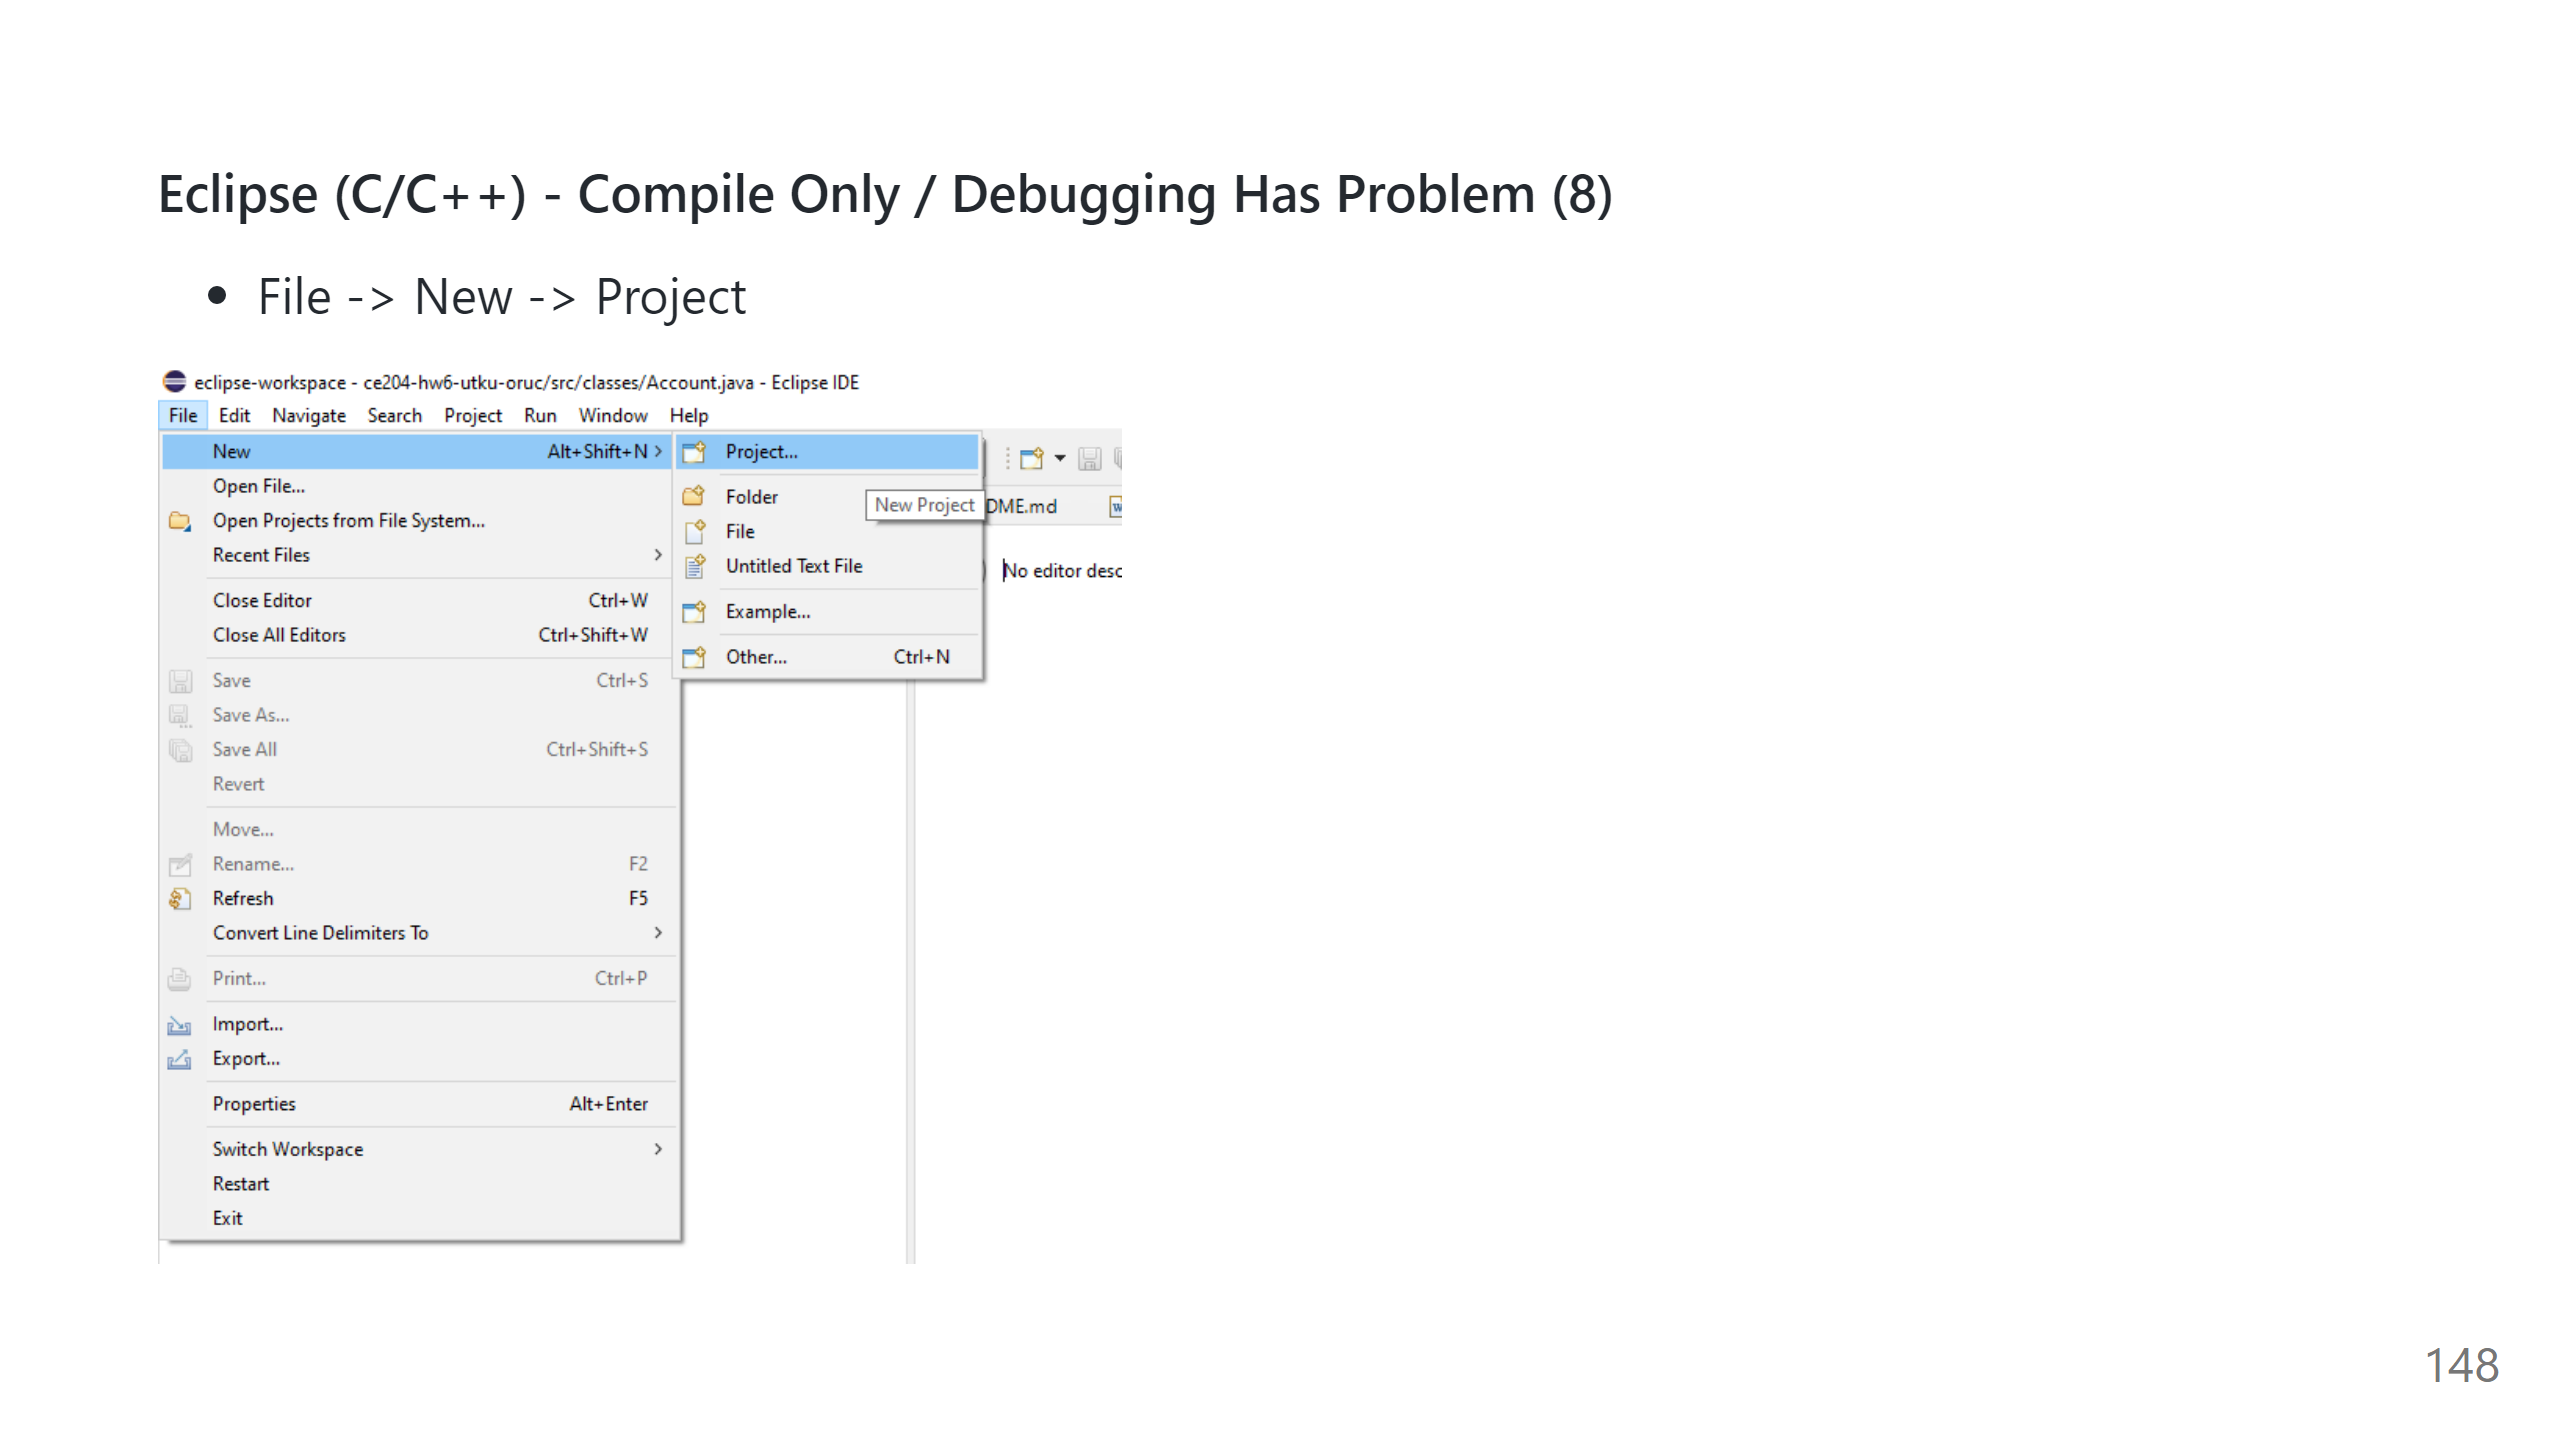 Eclipse (C/C++) - Compile Only / Debugging Has Problem (8)
• File -> New -> Project
eclipse-workspace - ce204-hw6-utku-oruc/src/classes/Account.java - Eclipse IDE
File Edit Navigate Search Project Run Window Help
New Alt+Shift+N >
Open File...
Open Projects from File System...
Recent Files >
Close Editor Ctrl+W
Close All Editors Ctrl+Shift+W
Save Ctrl+S
Save As...
Save All Ctrl+Shift+S
Revert
Move...
Rename... F2
Refresh F5
Convert Line Delimiters To >
Print... Ctrl+P
Import...
Export...
Properties Alt+Enter
Switch Workspace >
Restart
Exit
Project...
Folder
New Project
File
Untitled Text File
Example...
Other... Ctrl+N
DME.md
No editor desc
148